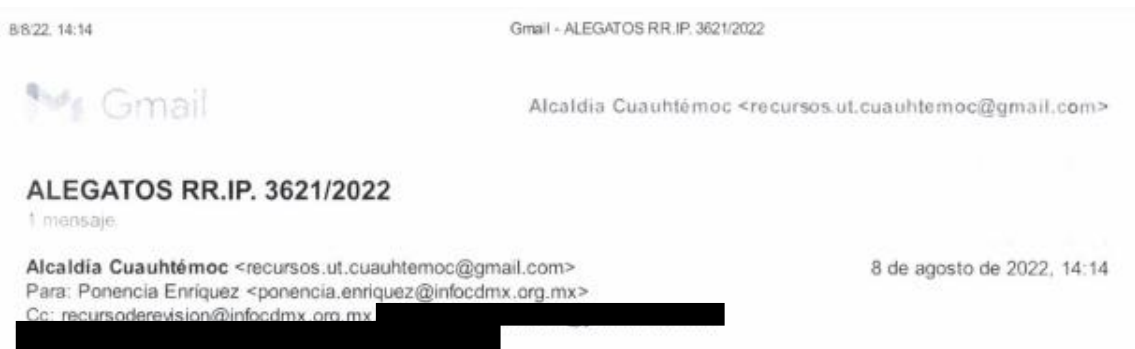 8/8/22, 14:14 Gmail - ALEGATOS RR.IP. 3621/2022
Gmail Alcaldia Cuauhtémoc <recursos.ut.cuauhtemoc@gmail.com>
ALEGATOS RR.IP. 3621/2022
1 mensaje
Alcaldía Cuauhtémoc <recursos.ut.cuauhtemoc@gmail.com> 8 de agosto de 2022, 14:14
Para: Ponencia Enríquez <ponencia.enriquez@infocdmx.org.mx>
Cc: recursoderevision@infocdmx.org.mx